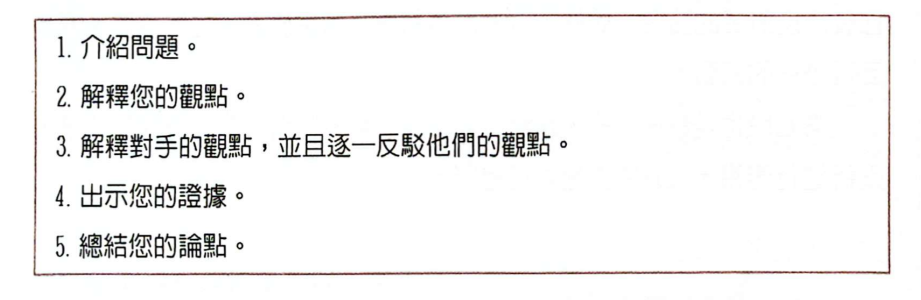 1. 介紹問題。
2. 解釋您的觀點。
3. 解釋對手的觀點，並且逐一反駁他們的觀點。
4. 出示您的證據。
5. 總結您的論點。